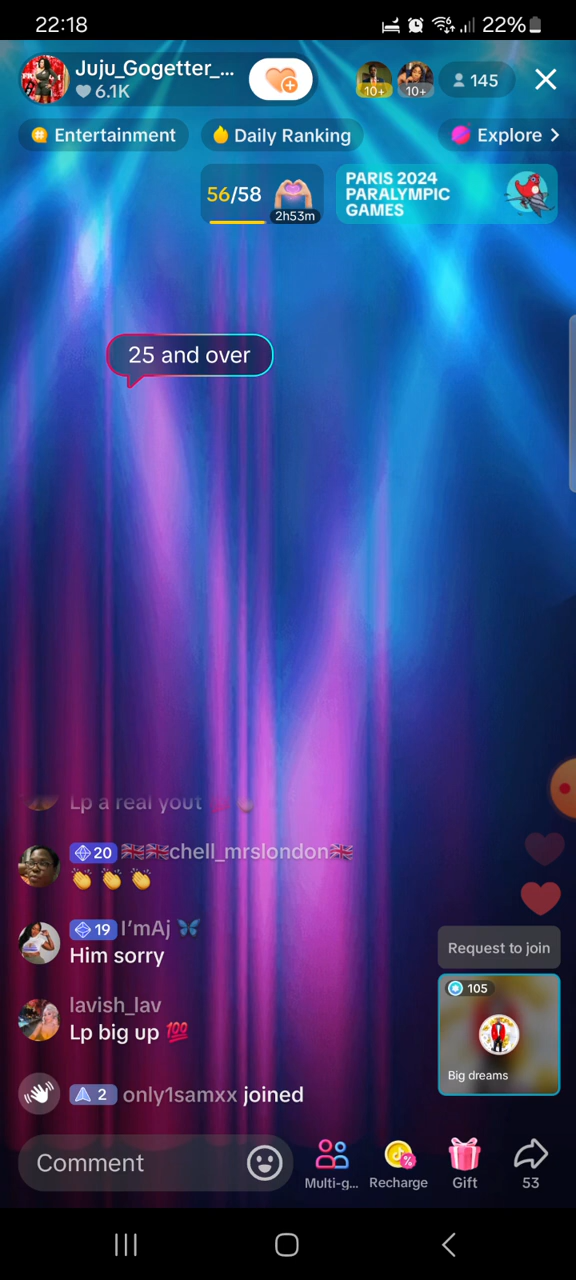 22:18
22%
Juju_Gogetter_...
6.1K
10+
10+
145
Entertainment
Daily Ranking
Explore >
56/58
2h53m
PARIS 2024
PARALYMPIC
GAMES
25 and over
Lp a real yout
20 🇬🇧🇬🇧chell_mrslondon🇬🇧
👏 👏 👏
19 I'mAj 🦋
Him sorry
Request to join
105
Big dreams
lavish_lav
Lp big up 💯
2 only1samxx joined
Comment
Multi-g...
Recharge
Gift
53